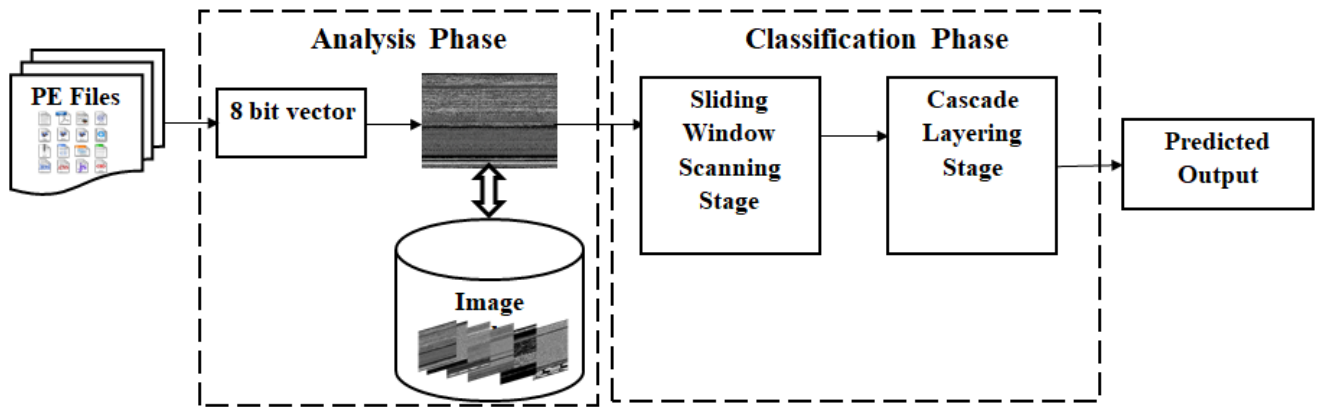 Analysis Phase
Classification Phase
PE Files
8 bit vector
Sliding
Window
Scanning
Stage
Cascade
Layering
Stage
Predicted
Output
Image